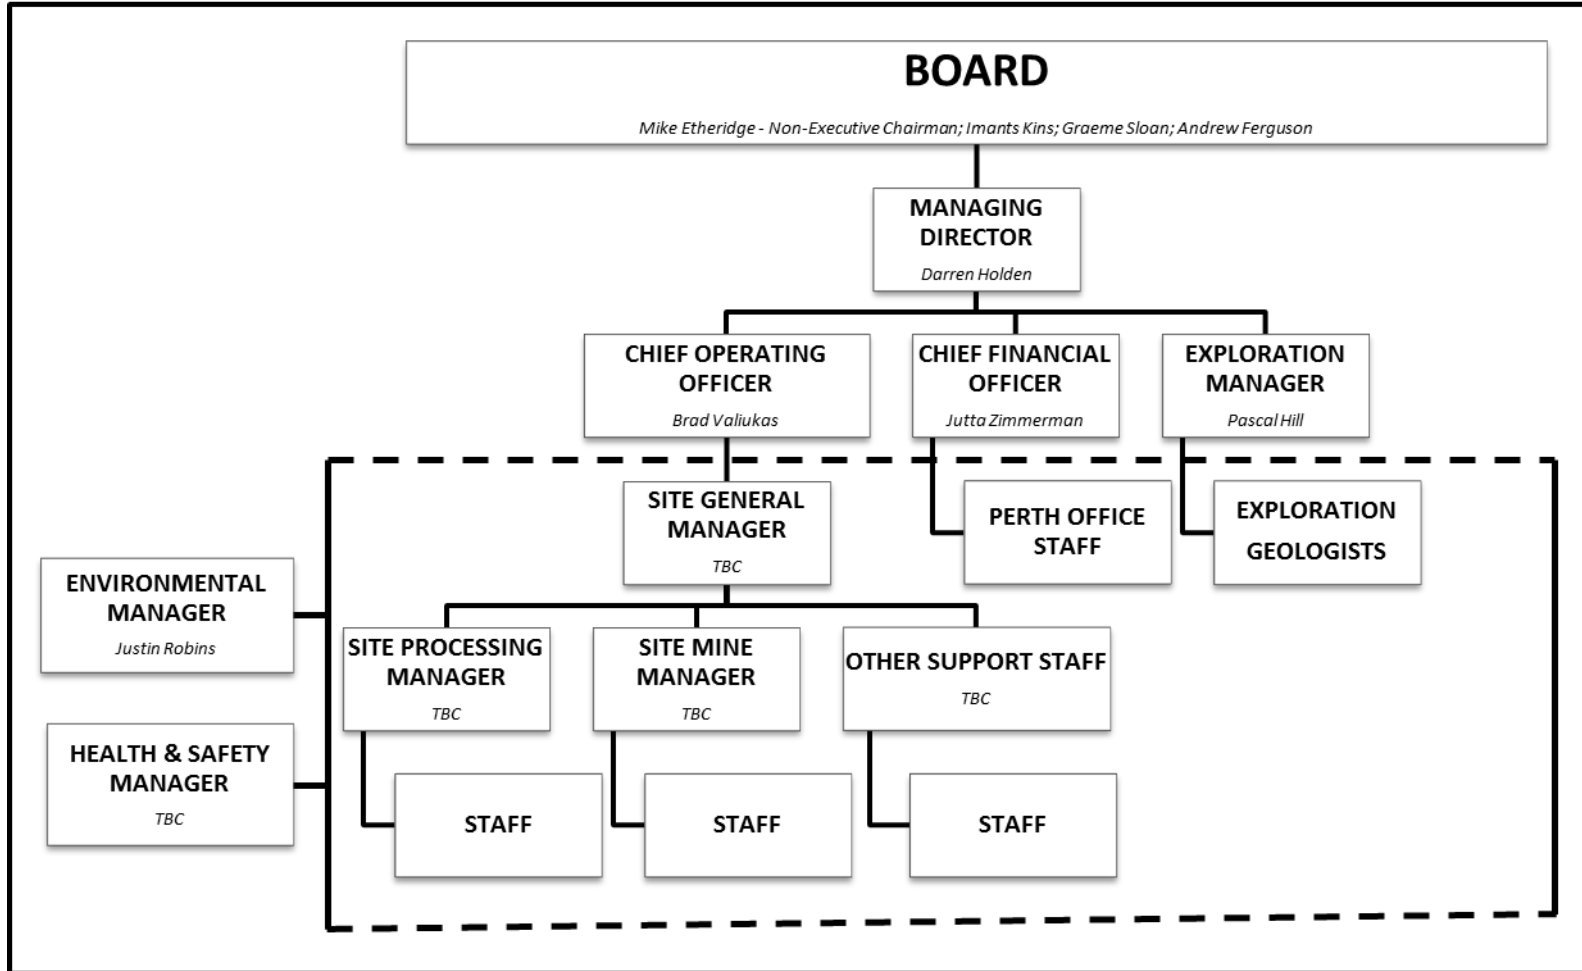 BOARD
Mike Etheridge - Non-Executive Chairman; Imants Kins; Graeme Sloan; Andrew Ferguson
MANAGING
DIRECTOR
Darren Holden
CHIEF OPERATING
OFFICER
Brad Valiukas
CHIEF FINANCIAL
OFFICER
Jutta Zimmerman
EXPLORATION
MANAGER
Pascal Hill
SITE GENERAL
MANAGER
TBC
PERTH OFFICE
STAFF
EXPLORATION
GEOLOGISTS
ENVIRONMENTAL
MANAGER
Justin Robins
SITE PROCESSING
MANAGER
TBC
SITE MINE
MANAGER
TBC
OTHER SUPPORT STAFF
TBC
HEALTH & SAFETY
MANAGER
TBC
STAFF
STAFF
STAFF